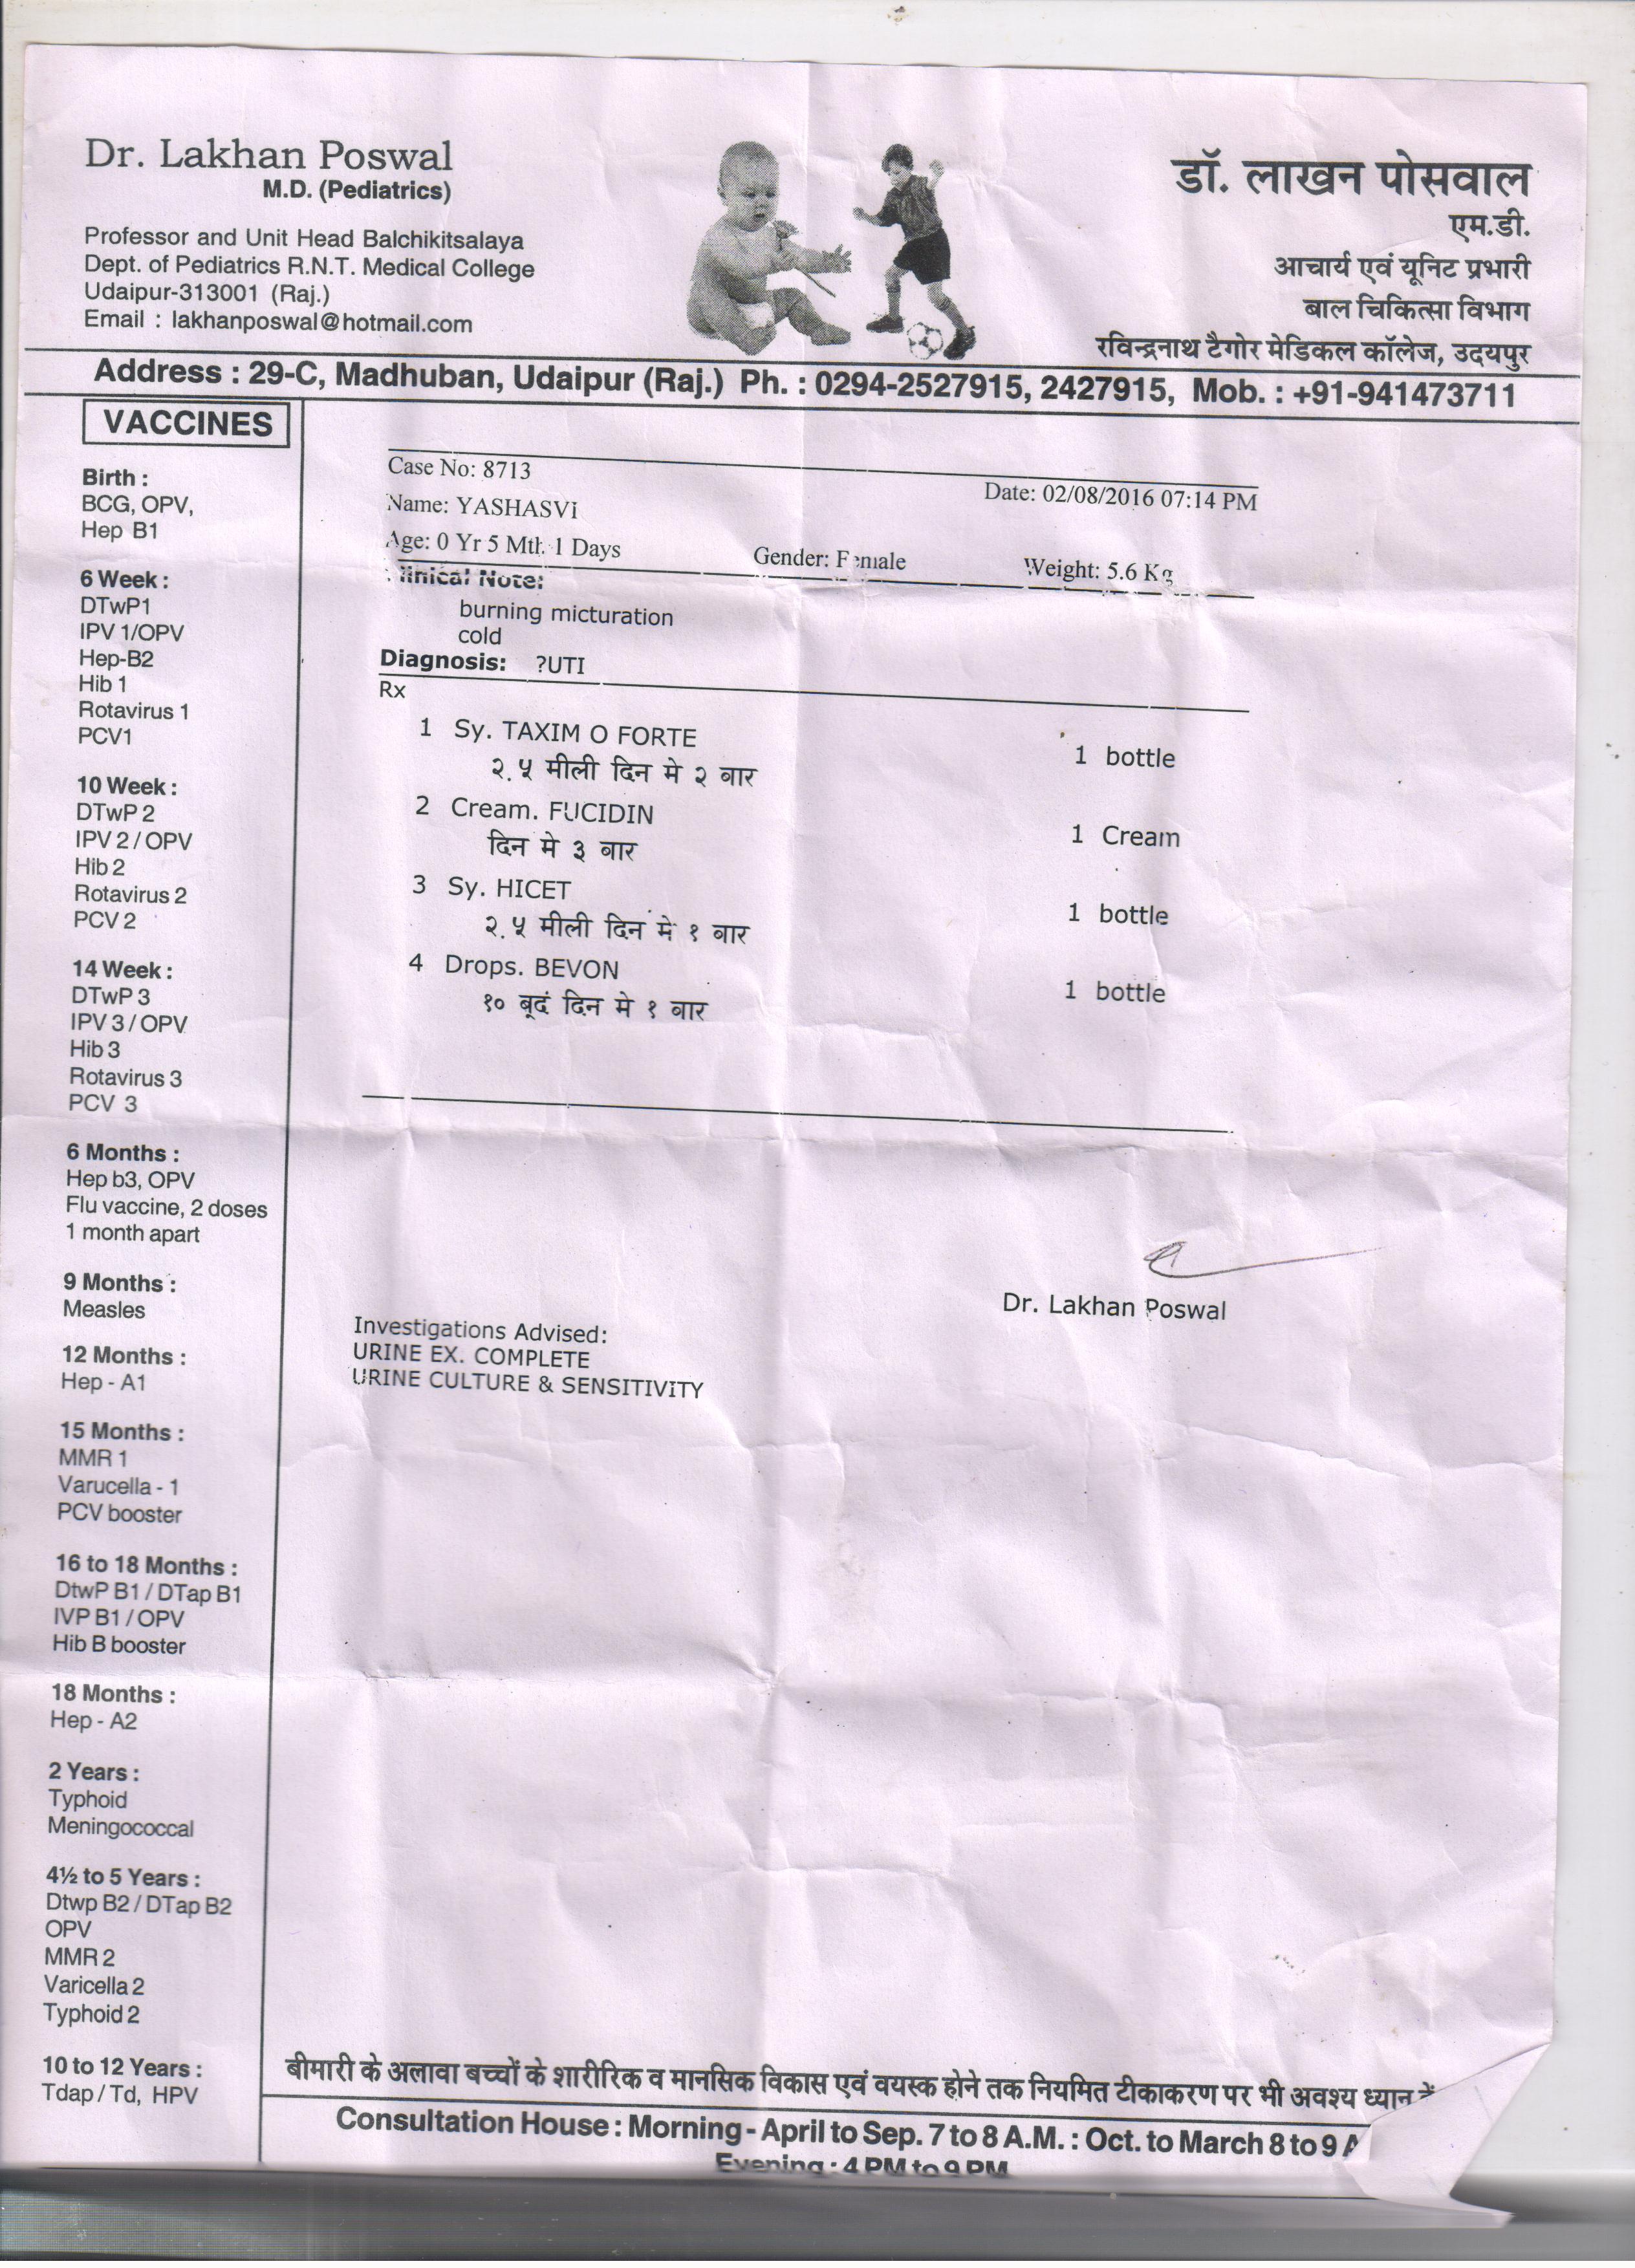 Dr. Lakhan Poswal
M.D. (Pediatrics)
Professor and Unit Head Balchikitsalaya
Dept. of Pediatrics R.N.T. Medical College
Udaipur-313001 (Raj.)
Email : lakhanposwal@hotmail.com
डॉ. लाखन पोसवाल
एम.डी.
आचार्य एवं यूनिट प्रभारी
बाल चिकित्सा विभाग
रविन्द्रनाथ टैगोर मेडिकल कॉलेज, उदयपुर
Address : 29-C, Madhuban, Udaipur (Raj.) Ph. : 0294-2527915, 2427915, Mob. : +91-941473711
VACCINES
Birth :
BCG, OPV,
Hep B1
6 Week :
DTwP1
IPV 1/OPV
Hep-B2
Hib 1
Rotavirus 1
PCV1
10 Week :
DTwP 2
IPV 2 / OPV
Hib 2
Rotavirus 2
PCV 2
14 Week :
DTwP 3
IPV 3 / OPV
Hib 3
Rotavirus 3
PCV 3
6 Months :
Hep b3, OPV
Flu vaccine, 2 doses
1 month apart
9 Months :
Measles
12 Months :
Hep - A1
15 Months :
MMR 1
Varucella - 1
PCV booster
16 to 18 Months :
DtwP B1 / DTap B1
IVP B1 / OPV
Hib B booster
18 Months :
Hep - A2
2 Years :
Typhoid
Meningococcal
4½ to 5 Years :
Dtwp B2 / DTap B2
OPV
MMR 2
Varicella 2
Typhoid 2
10 to 12 Years :
Tdap / Td, HPV
Case No: 8713
Date: 02/08/2016 07:14 PM
Name: YASHASVi
Age: 0 Yr 5 Mth 1 Days Gender: Female Weight: 5.6 Kg
Clinical Note:
burning micturation
cold
Diagnosis: ?UTI
Rx
1 Sy. TAXIM O FORTE 1 bottle
२.५ मीली दिन मे २ बार
2 Cream. FUCIDIN 1 Cream
दिन मे ३ बार
3 Sy. HICET 1 bottle
२.५ मीली दिन मे १ बार
4 Drops. BEVON 1 bottle
१० बूदं दिन मे १ बार
Dr. Lakhan Poswal
Investigations Advised:
URINE EX. COMPLETE
URINE CULTURE & SENSITIVITY
बीमारी के अलावा बच्चों के शारीरिक व मानसिक विकास एवं वयस्क होने तक नियमित टीकाकरण पर भी अवश्य ध्यान
Consultation House : Morning - April to Sep. 7 to 8 A.M. : Oct. to March 8 to 9 A
Evening : 4 PM to 9 PM